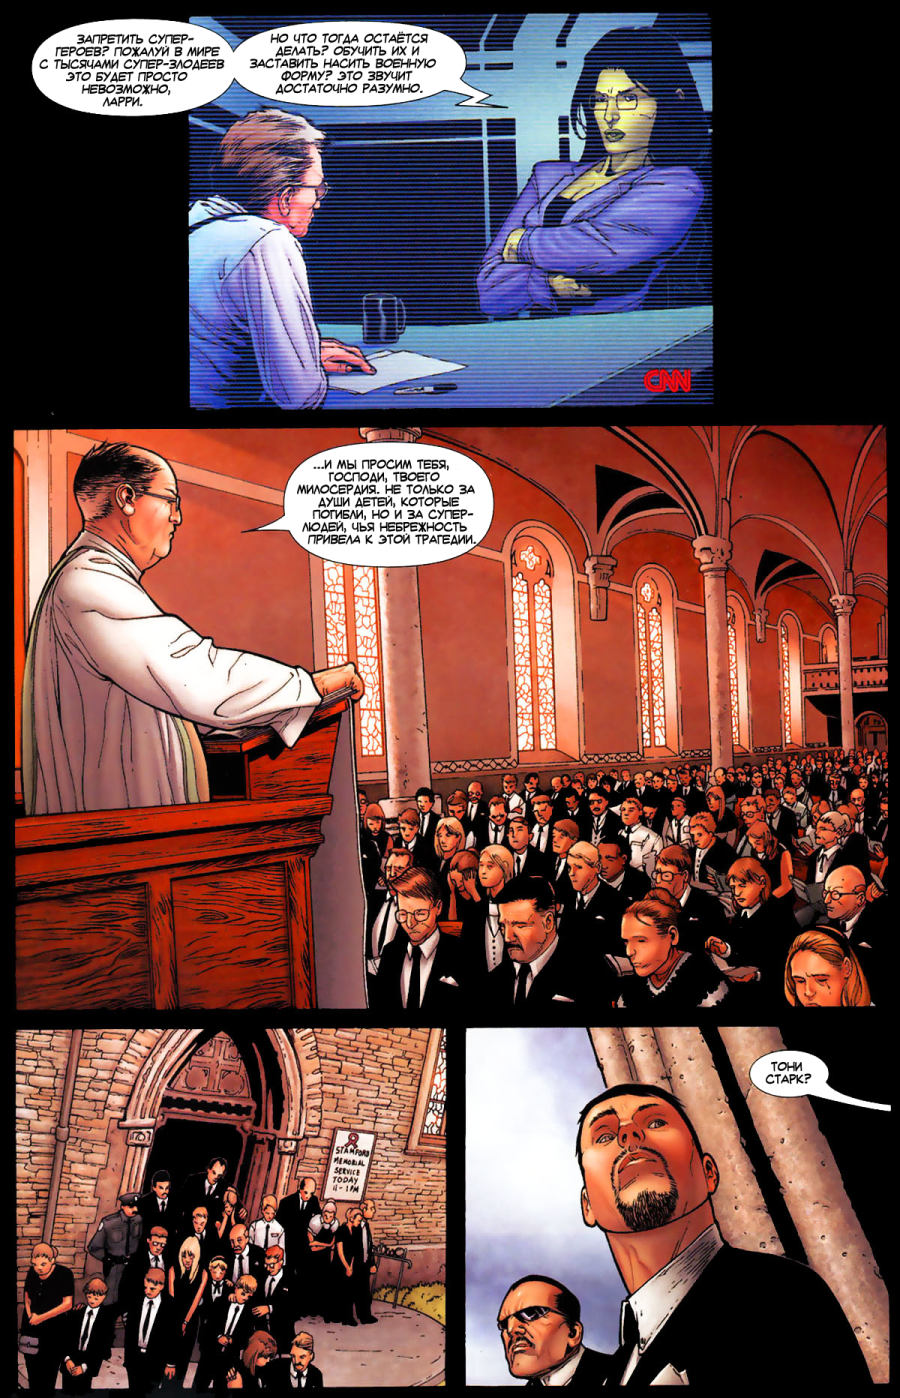 ЗАПРЕТИТЬ СУПЕР-
ГЕРОЕВ? ПОЖАЛУЙ В МИРЕ
С ТЫСЯЧАМИ СУПЕР-ЗЛОДЕЕВ
ЭТО БУДЕТ ПРОСТО
НЕВОЗМОЖНО,
ЛАРРИ.
НО ЧТО ТОГДА ОСТАЁТСЯ
ДЕЛАТЬ? ОБУЧИТЬ ИХ И
ЗАСТАВИТЬ НАСИТЬ ВОЕННУЮ
ФОРМУ? ЭТО ЗВУЧИТ
ДОСТАТОЧНО РАЗУМНО.
CNN
...И МЫ ПРОСИМ ТЕБЯ,
ГОСПОДИ, ТВОЕГО
МИЛОСЕРДИЯ. НЕ ТОЛЬКО ЗА
ДУШИ ДЕТЕЙ, КОТОРЫЕ
ПОГИБЛИ, НО И ЗА СУПЕР-
ЛЮДЕЙ, ЧЬЯ НЕБРЕЖНОСТЬ
ПРИВЕЛА К ЭТОЙ ТРАГЕДИИ.
STAMFORD
MEMORIAL
SERVICE
TODAY
11-1PM
ТОНИ
СТАРК?